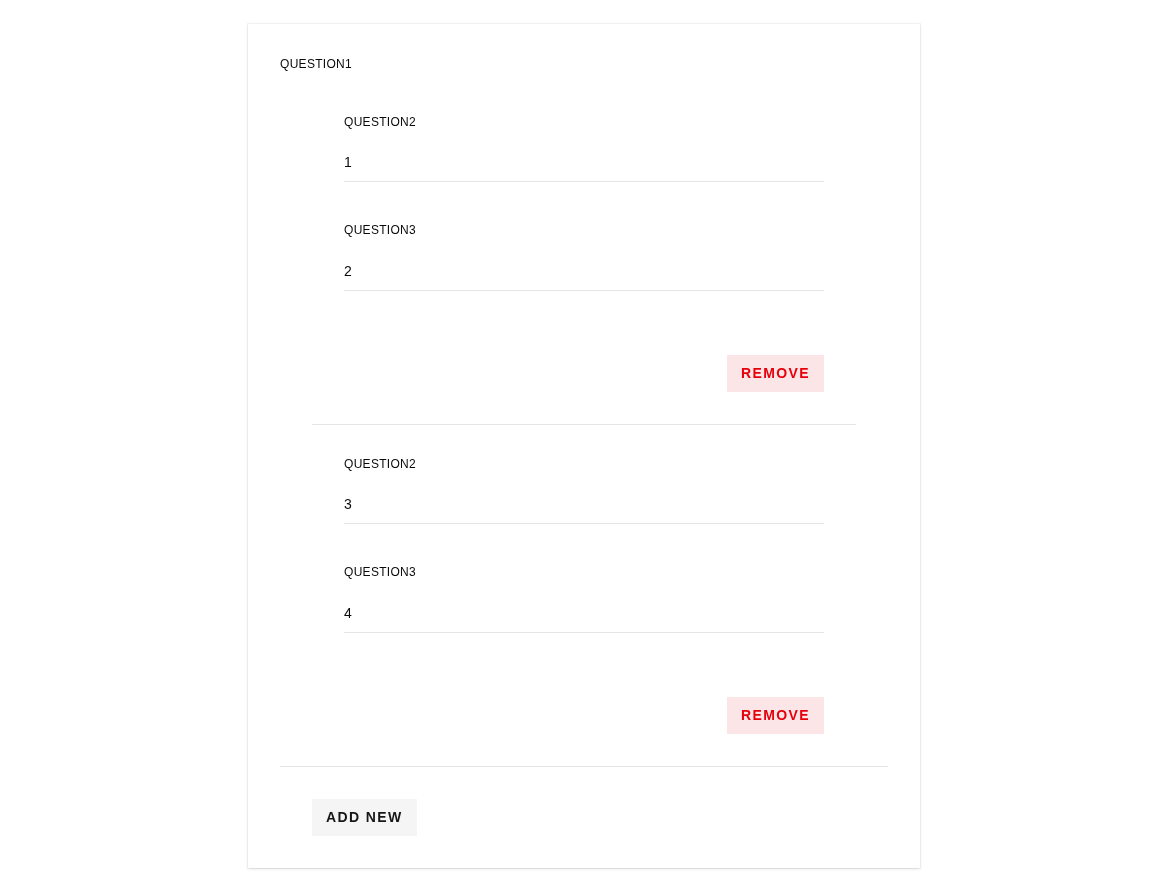 QUESTION1
QUESTION2
1
QUESTION3
2
REMOVE
QUESTION2
3
QUESTION3
4
REMOVE
ADD NEW